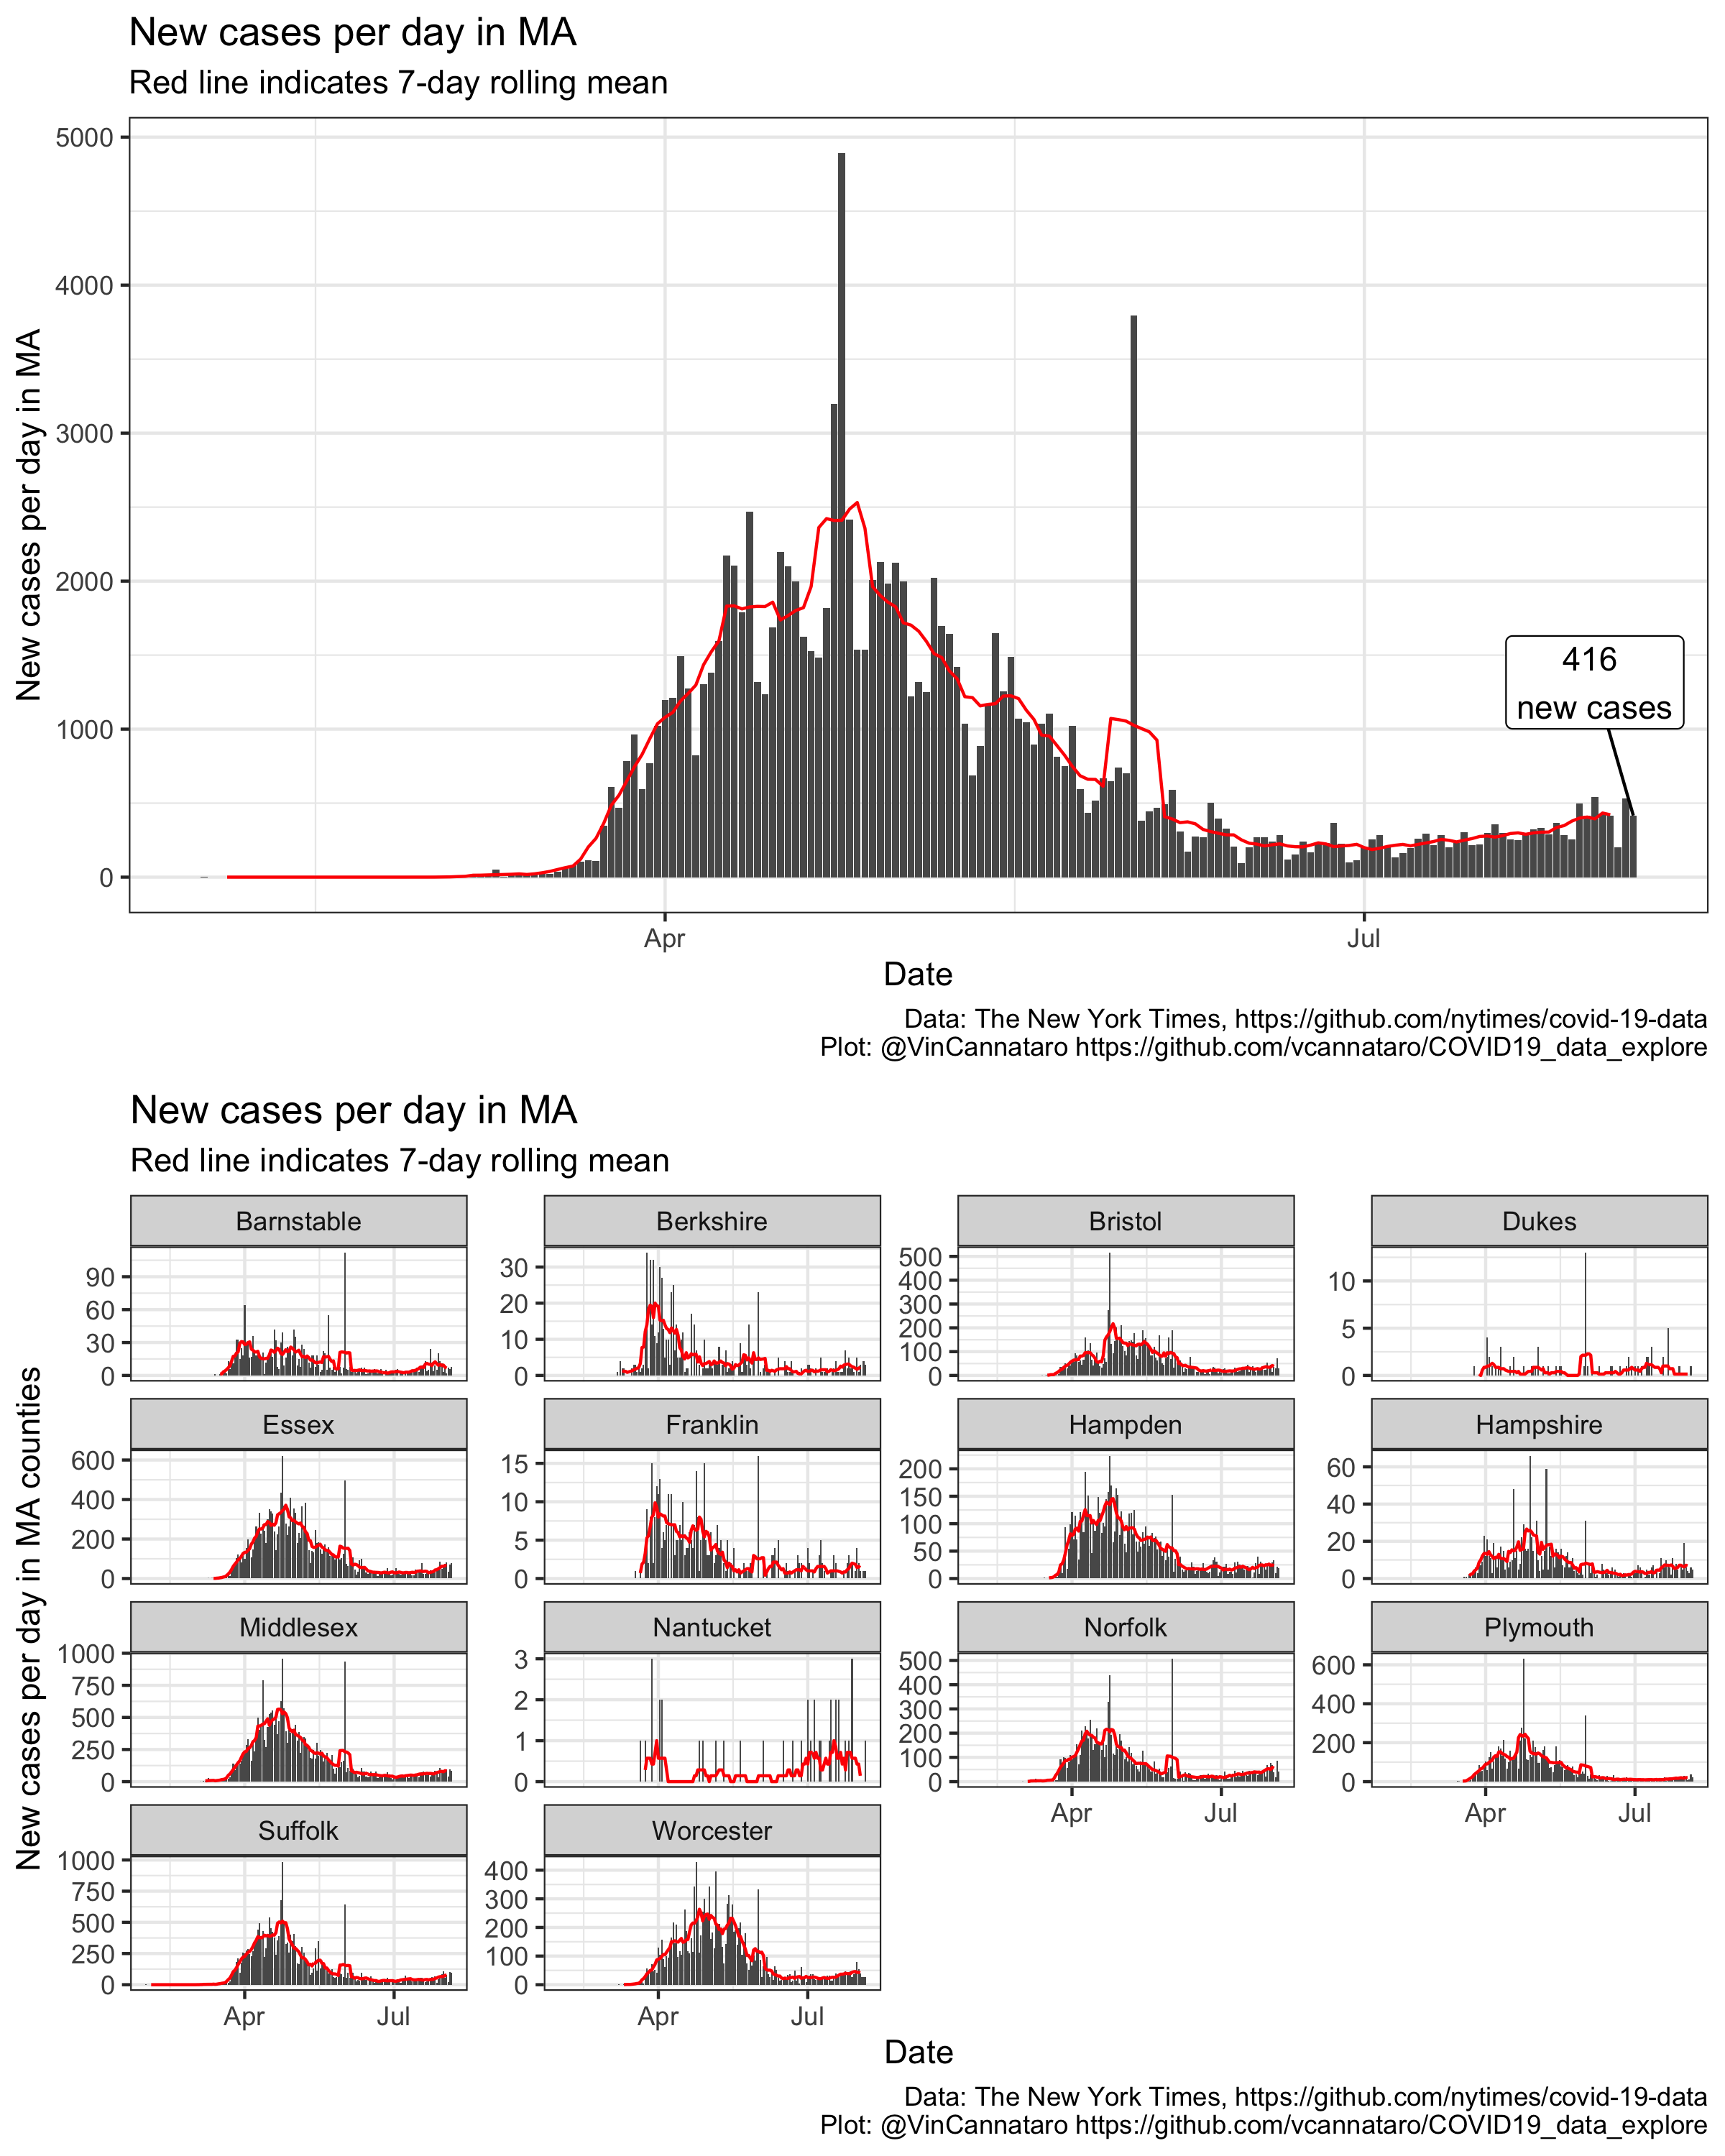 New cases per day in MA
Red line indicates 7-day rolling mean
New cases per day in MA
5000
4000
3000
2000
1000
0
416
new cases
Apr
Jul
Date
Data: The New York Times, https://github.com/nytimes/covid-19-data
Plot: @VinCannataro https://github.com/vcannataro/COVID19_data_explore
New cases per day in MA
Red line indicates 7-day rolling mean
New cases per day in MA counties
Barnstable
90
60
30
0
Berkshire
30
20
10
0
Bristol
500
400
300
200
100
0
Dukes
10
5
0
Essex
600
400
200
0
Franklin
15
10
5
0
Hampden
200
150
100
50
0
Hampshire
60
40
20
0
Middlesex
1000
750
500
250
0
Nantucket
3
2
1
0
Norfolk
500
400
300
200
100
0
Apr
Jul
Plymouth
600
400
200
0
Apr
Jul
Suffolk
1000
750
500
250
0
Apr
Jul
Worcester
400
300
200
100
0
Apr
Jul
Date
Data: The New York Times, https://github.com/nytimes/covid-19-data
Plot: @VinCannataro https://github.com/vcannataro/COVID19_data_explore